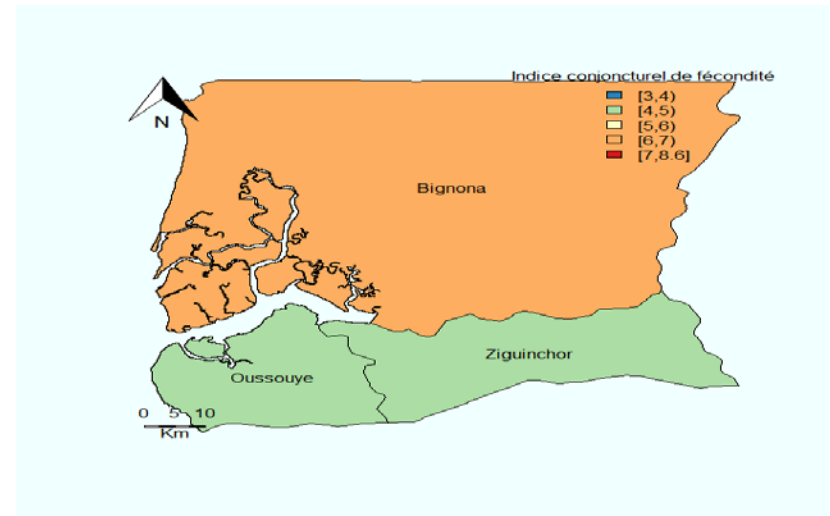 Indice conjoncturel de fécondité
[3,4)
[4,5)
[5,6)
[6,7)
[7,8.6]
N
Bignona
Ziguinchor
Oussouye
0 5 10
Km